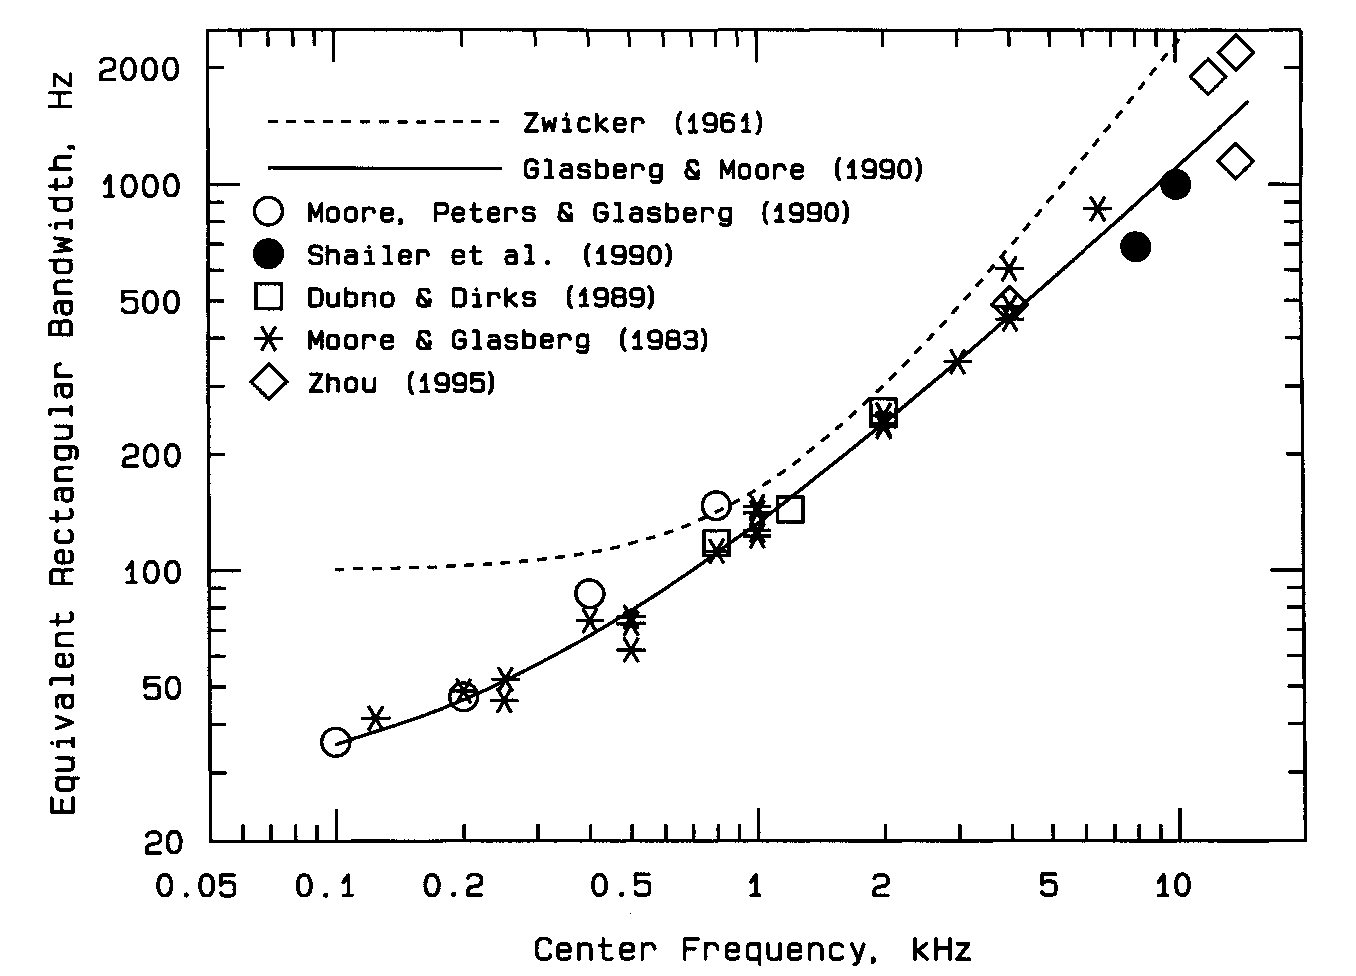 Equivalent Rectangular Bandwidth, Hz
2000
1000
500
200
100
50
20
Zwicker (1961)
Glasberg & Moore (1990)
Moore, Peters & Glasberg (1990)
Shailer et al. (1990)
Dubno & Dirks (1989)
Moore & Glasberg (1983)
Zhou (1995)
0.05 0.1 0.2 0.5 1 2 5 10
Center Frequency, kHz